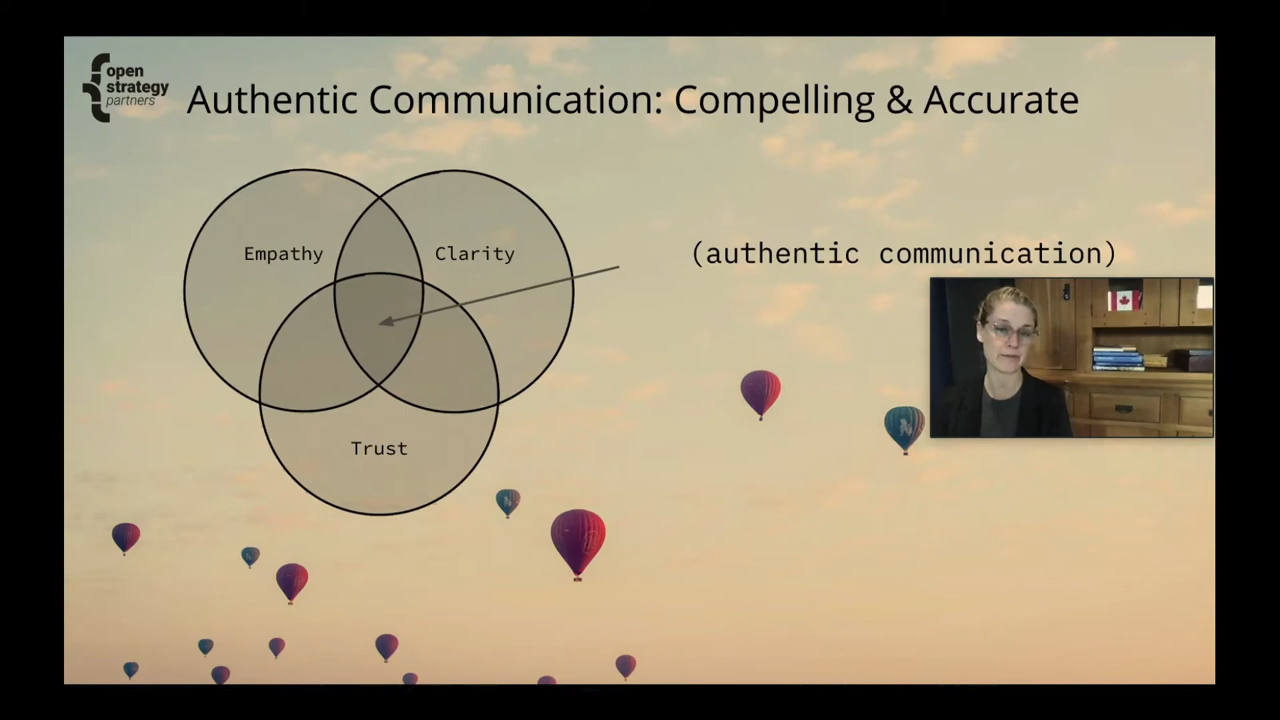 open
strategy
partners
Authentic Communication: Compelling & Accurate
Empathy
Clarity
(authentic communication)
Trust